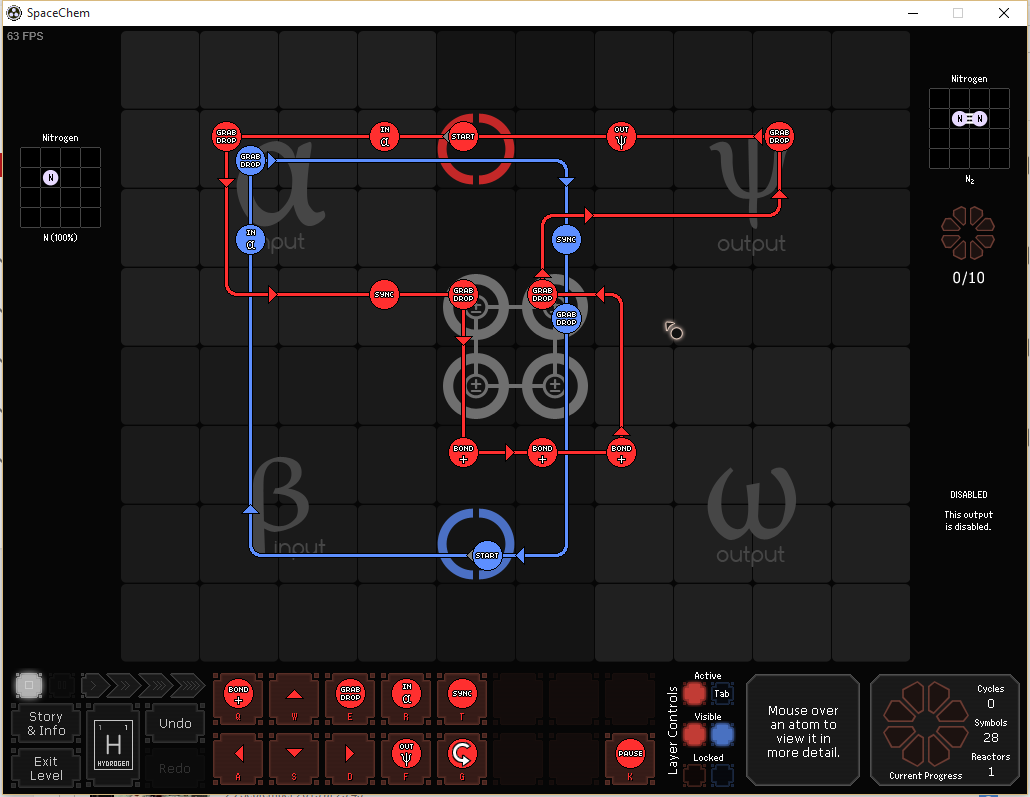 SpaceChem
63 FPS
Nitrogen
N
N (100%)
GRAB
DROP
IN
α
START
OUT
ψ
GRAB
DROP
GRAB
DROP
α
input
ψ
output
IN
α
SYNC
SYNC
GRAB
DROP
GRAB
DROP
GRAB
DROP
±
±
±
±
BOND
+
BOND
+
BOND
+
β
input
START
ω
output
Nitrogen
N=N
N₂
0/10
DISABLED
This output
is disabled.
Story
& Info
Exit
Level
1
H
HYDROGEN
Undo
Redo
BOND
+
Q
W
GRAB
DROP
E
IN
α
R
SYNC
T
A
S
D
OUT
ψ
F
G
PAUSE
K
Layer Controls
Active
Tab
Visible
Locked
Mouse over
an atom to
view it in
more detail.
Cycles
0
Symbols
28
Reactors
1
Current Progress